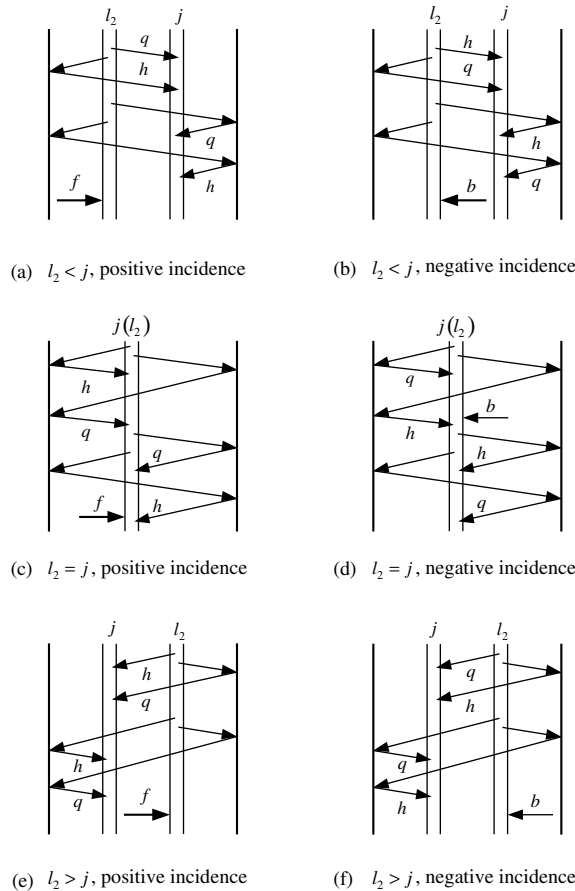 l₂ j
q
h
q
h
f
(a) l₂ < j, positive incidence
l₂ j
h
q
h
q
b
(b) l₂ < j, negative incidence
j(l₂)
h
q
q
f
h
(c) l₂ = j, positive incidence
j(l₂)
q
b
h
h
q
(d) l₂ = j, negative incidence
j l₂
h
q
h
q
f
(e) l₂ > j, positive incidence
j l₂
q
h
q
h
b
(f) l₂ > j, negative incidence